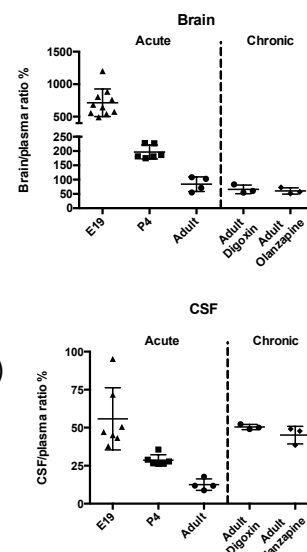 Brain
Acute
Chronic
Brain/plasma ratio %
1500
1000
500
250
200
150
100
50
0
E19
P4
Adult
Adult
Digoxin
Adult
Olanzapine
CSF
)
Acute
Chronic
CSF/plasma ratio %
100
75
50
25
0
E19
P4
Adult
Adult
Digoxin
Adult